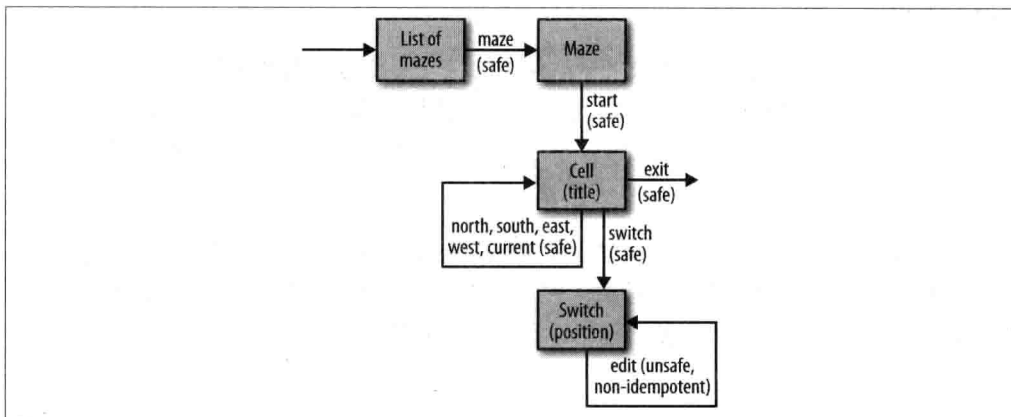 List of
mazes
maze
(safe)
Maze
start
(safe)
Cell
(title)
exit
(safe)
north, south, east,
west, current (safe)
switch
(safe)
Switch
(position)
edit (unsafe,
non-idempotent)